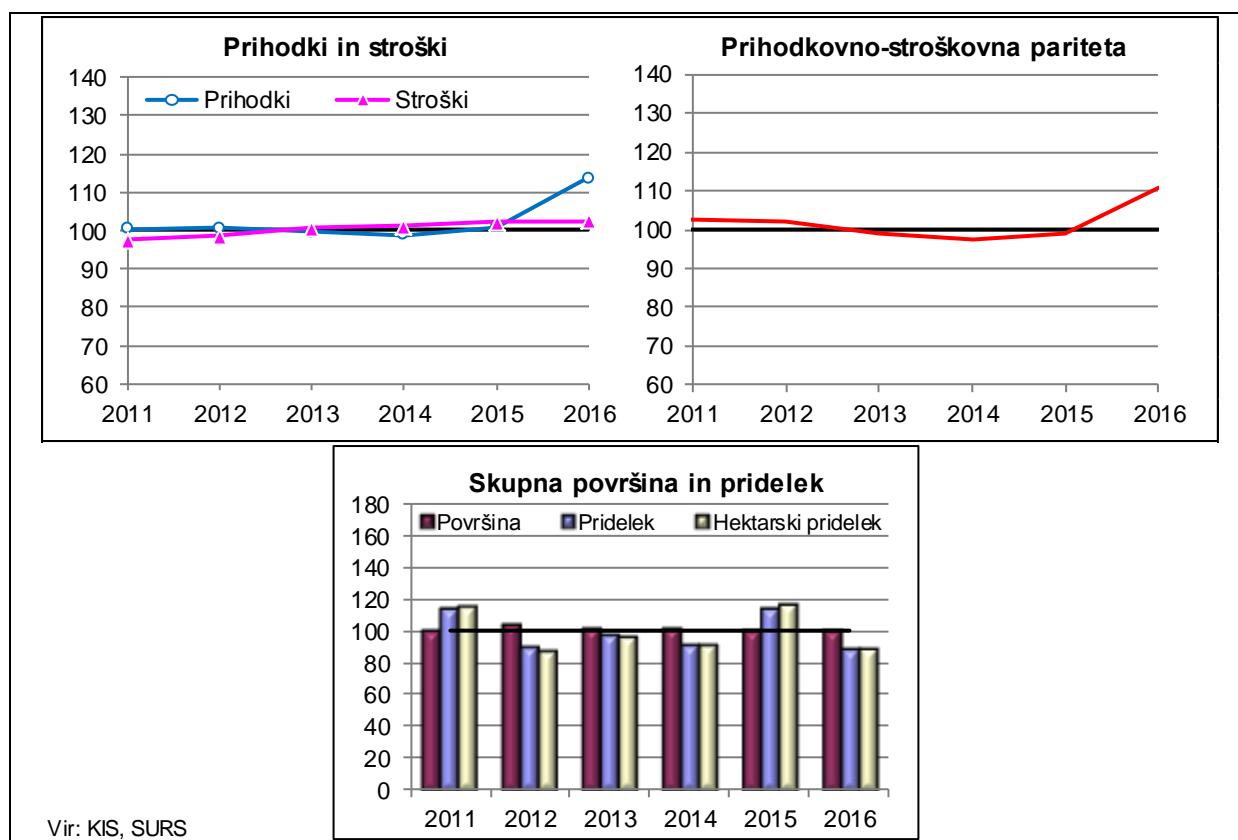 Prihodki in stroški
140
130
120
110
100
90
80
70
60
Prihodki
Stroški
2011 2012 2013 2014 2015 2016
Prihodkovno-stroškovna pariteta
140
130
120
110
100
90
80
70
60
2011 2012 2013 2014 2015 2016
Skupna površina in pridelek
180
160
140
120
100
80
60
40
20
0
Površina
Pridelek
Hektarski pridelek
2011 2012 2013 2014 2015 2016
Vir: KIS, SURS